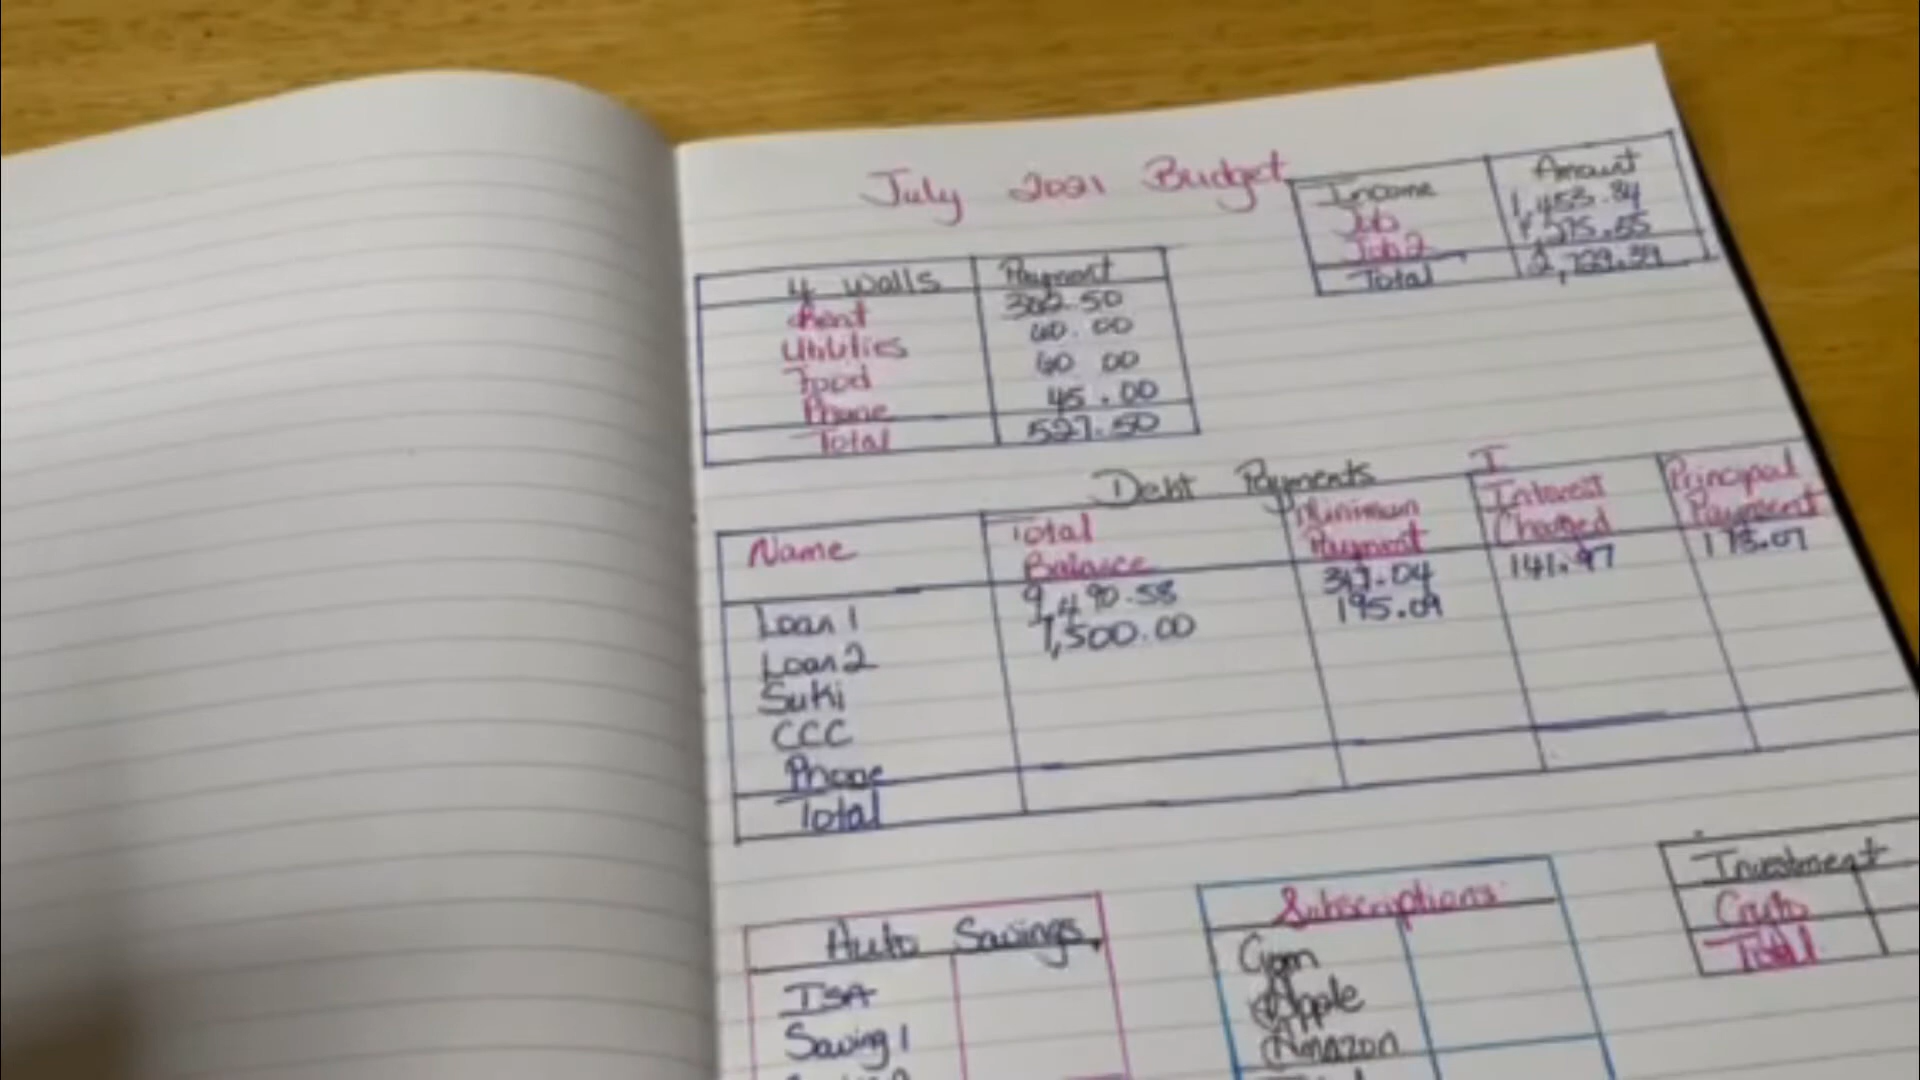 July 2021 Budget
Income Amount
Job 1,453.84
Job 2 1,275.55
Total 2,729.39
4 walls Payment
Rent 362.50
Utilities 60.00
Food 60 00
Phone 45.00
Total 527.50
Debt Payments
I
Name Total Balance Minimum Payment Interest Charged Principal Payment
Loan 1 9,490.58 317.04 141.97 175.07
Loan 2 7,500.00 195.09
Suki
CCC
Phone
Total
Auto Savings
ISA
Saving 1
Subscriptions
Gym
Apple
Amazon
Investment
Total